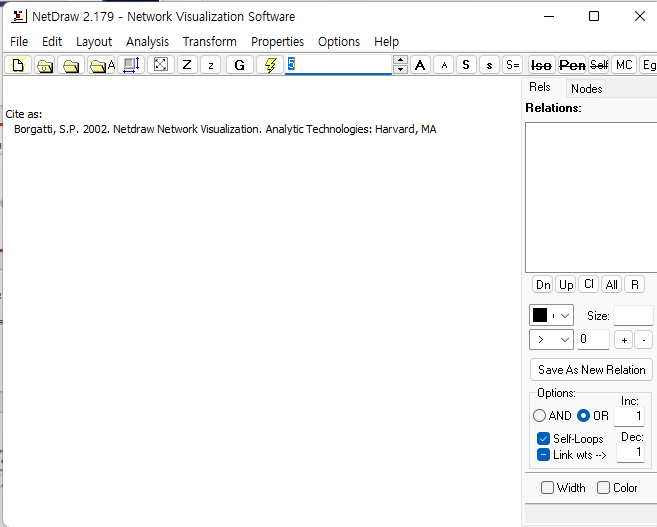 NetDraw 2.179 - Network Visualization Software
File Edit Layout Analysis Transform Properties Options Help
A Z z G 5 A A S s S= Iso Pen Self MC Eg
Rels Nodes
Relations:
Cite as:
Borgatti, S.P. 2002. Netdraw Network Visualization. Analytic Technologies: Harvard, MA
Dn Up Cl All R
Size:
> 0 + -
Save As New Relation
Options:
Inc:
AND OR 1
Self-Loops Dec:
Link wts --> 1
Width Color